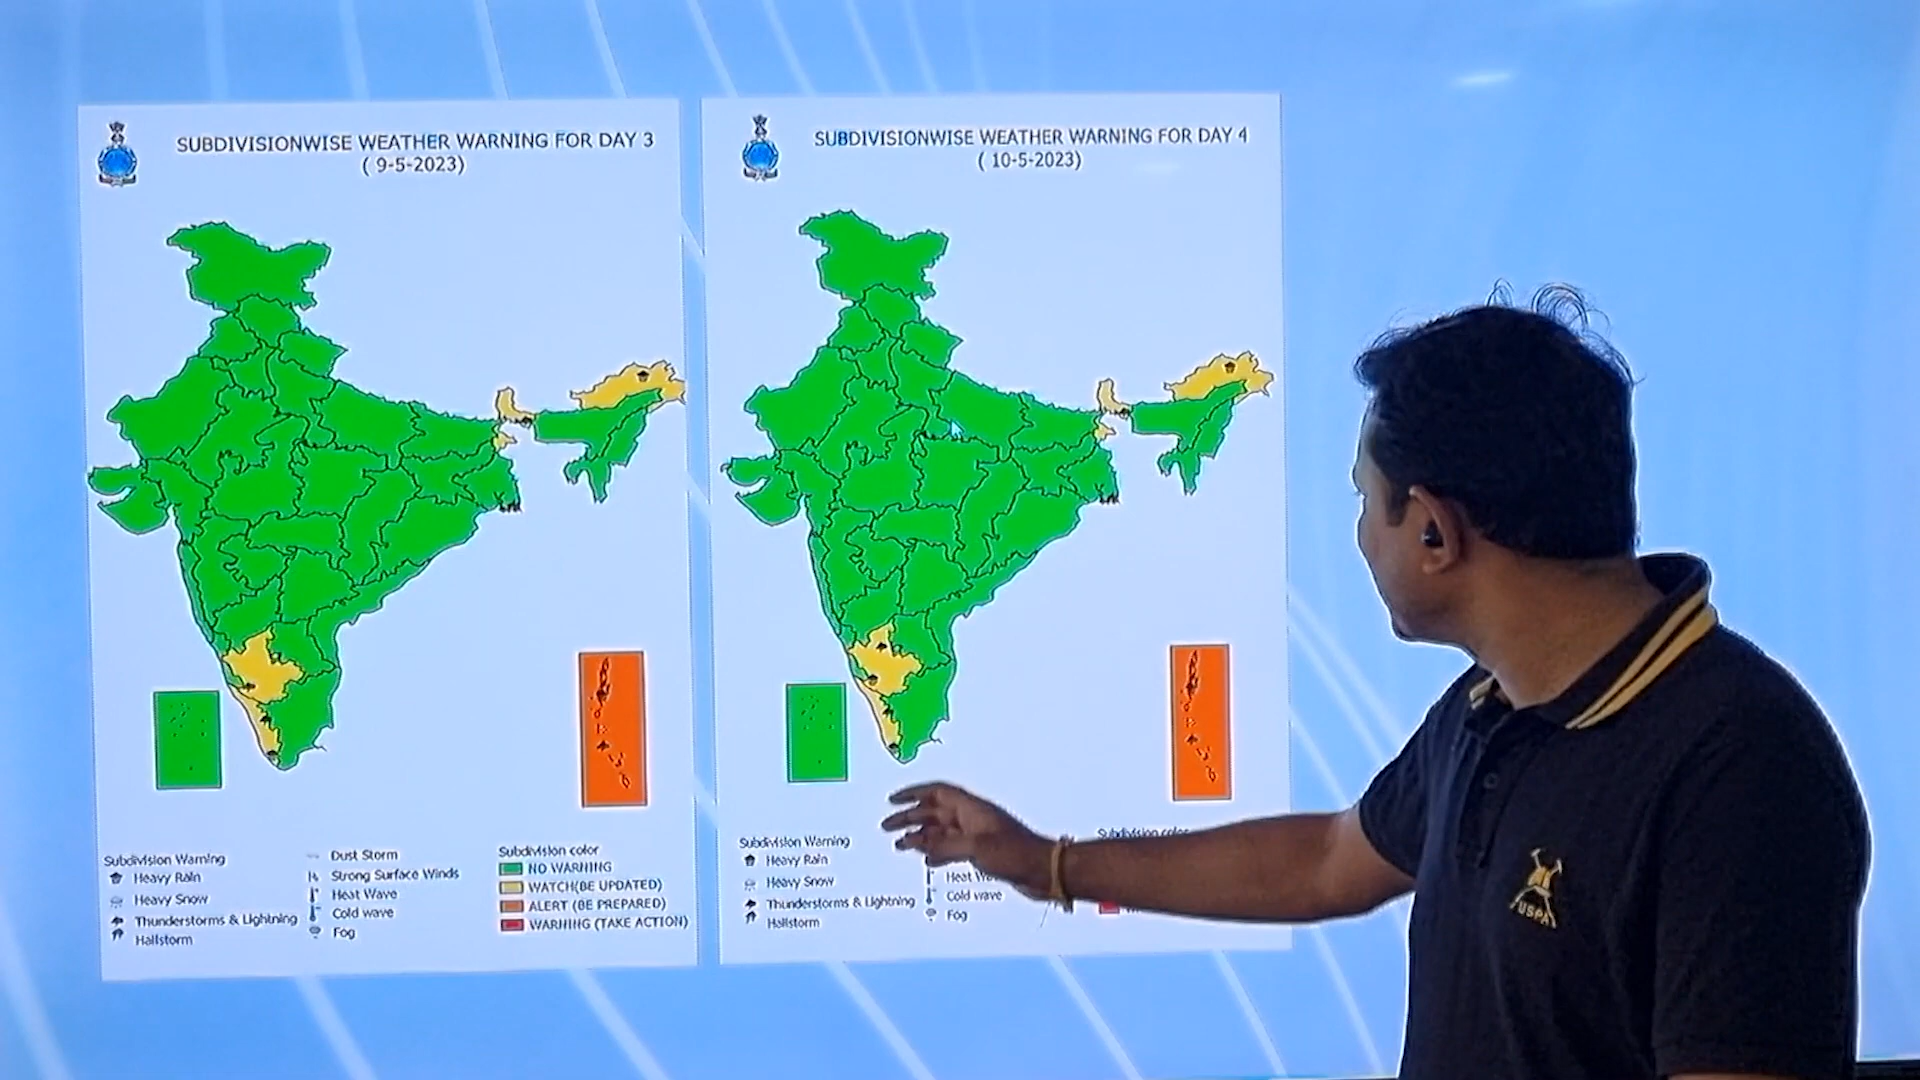 SUBDIVISIONWISE WEATHER WARNING FOR DAY 3
( 9-5-2023)
Subdivision Warning
Heavy Rain
Heavy Snow
Thunderstorms & Lightning
Hailstorm
Dust Storm
Strong Surface Winds
Heat Wave
Cold wave
Fog
Subdivision color
NO WARNING
WATCH(BE UPDATED)
ALERT (BE PREPARED)
WARNING (TAKE ACTION)
SUBDIVISIONWISE WEATHER WARNING FOR DAY 4
( 10-5-2023)
Subdivision Warning
Heavy Rain
Heavy Snow
Thunderstorms & Lightning
Hailstorm
Heat
Cold wave
Fog
Subdivision color
USPA